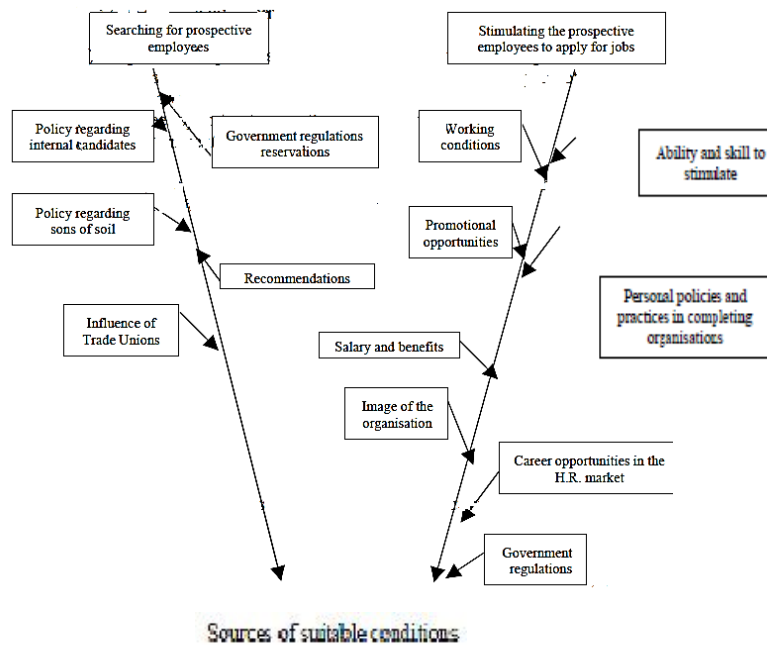 Searching for prospective
employees
Stimulating the prospective
employees to apply for jobs
Policy regarding
internal candidates
Government regulations
reservations
Working
conditions
Ability and skill to
stimulate
Policy regarding
sons of soil
Promotional
opportunities
Recommendations
Personal policies and
practices in completing
organisations
Influence of
Trade Unions
Salary and benefits
Image of the
organisation
Career opportunities in the
H.R. market
Government
regulations
Sources of suitable conditions